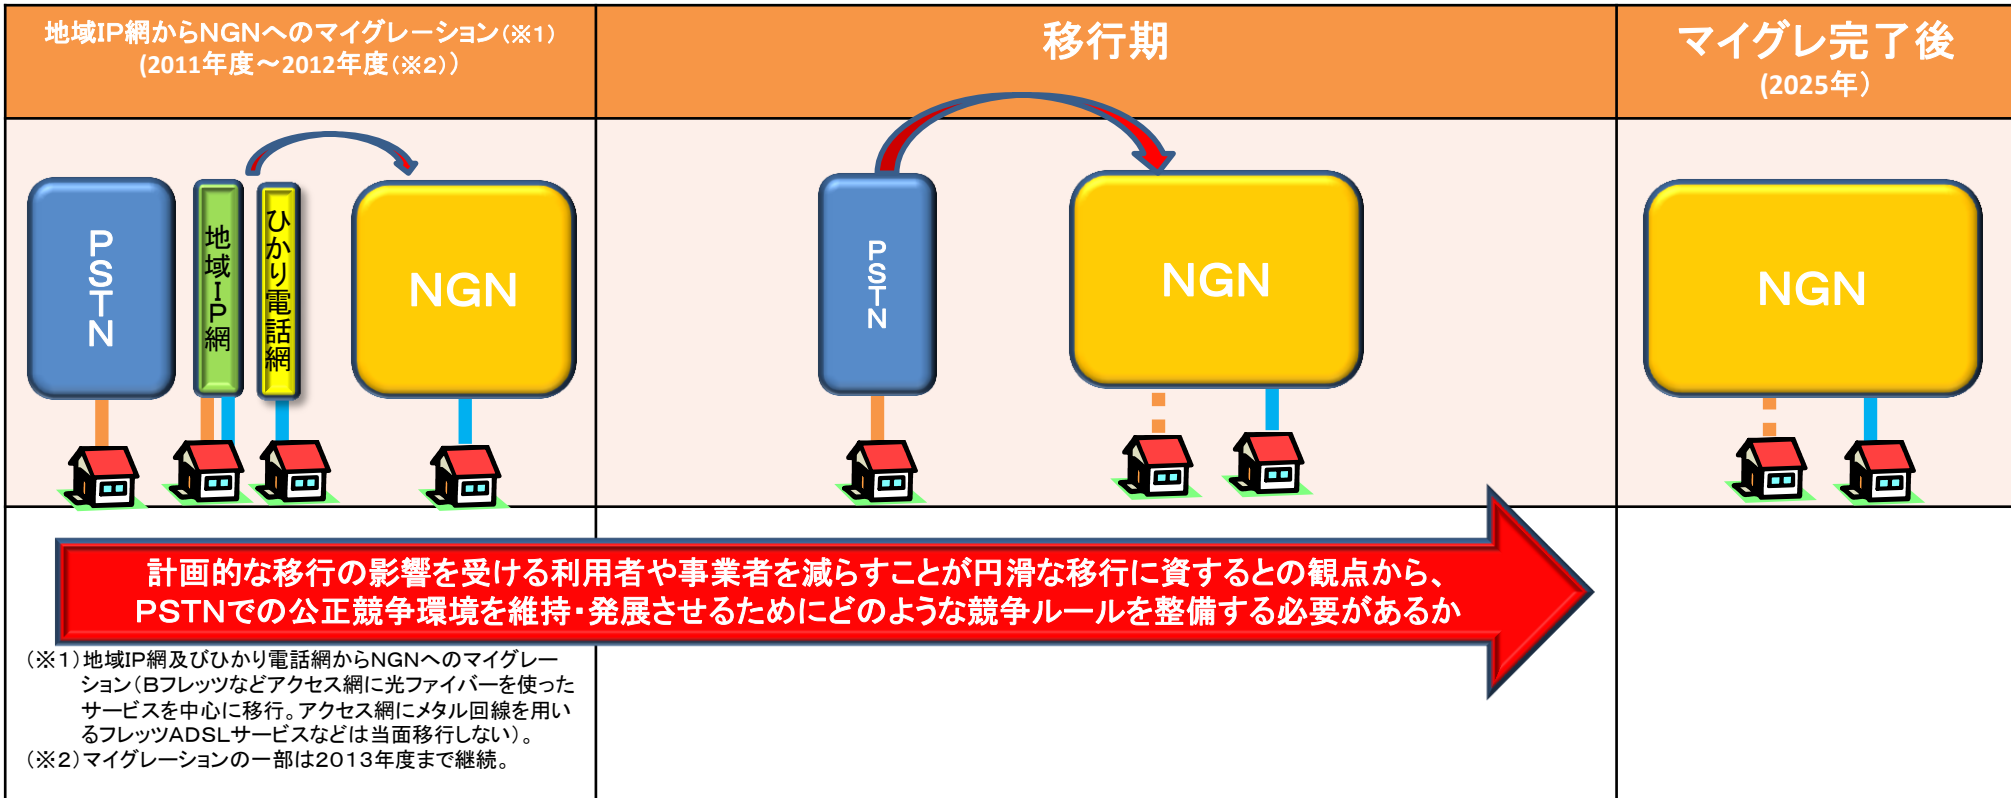 地域IP網からNGNへのマイグレーション(※1)
(2011年度～2012年度(※2))
移行期
マイグレ完了後
(2025年)
PSTN
地域IP網
ひかり電話網
NGN
PSTN
NGN
NGN
計画的な移行の影響を受ける利用者や事業者を減らすことが円滑な移行に資するとの観点から、
PSTNでの公正競争環境を維持・発展させるためにどのような競争ルールを整備する必要があるか
(※1)地域IP網及びひかり電話網からNGNへのマイグレー
ション(Bフレッツなどアクセス網に光ファイバーを使った
サービスを中心に移行。アクセス網にメタル回線を用い
るフレッツADSLサービスなどは当面移行しない)。
(※2)マイグレーションの一部は2013年度まで継続。